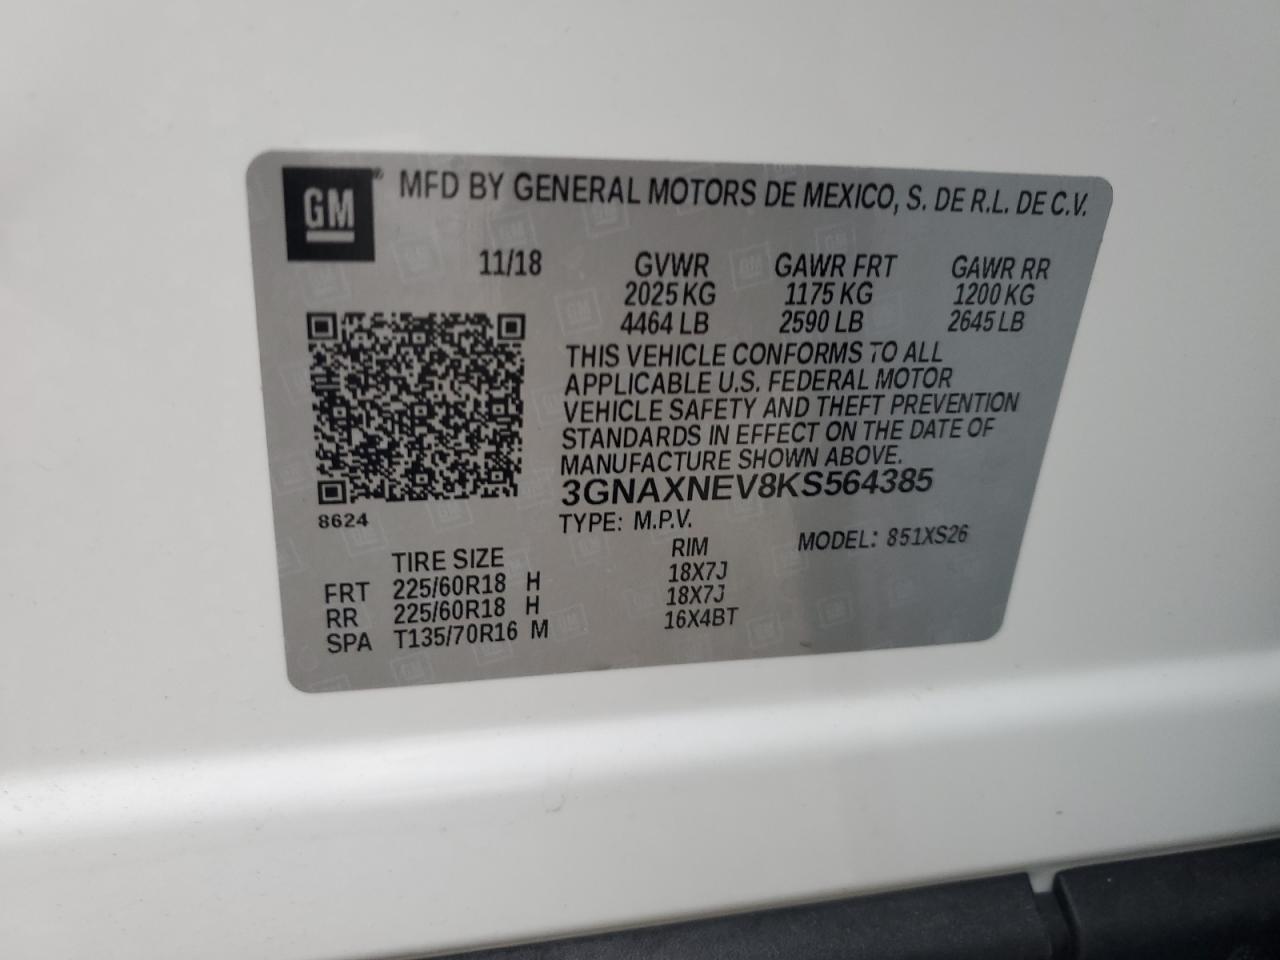 GM® MFD BY GENERAL MOTORS DE MEXICO, S. DE R.L. DE C.V.
11/18 GVWR GAWR FRT GAWR RR
2025 KG 1175 KG 1200 KG
4464 LB 2590 LB 2645 LB
THIS VEHICLE CONFORMS TO ALL
APPLICABLE U.S. FEDERAL MOTOR
VEHICLE SAFETY AND THEFT PREVENTION
STANDARDS IN EFFECT ON THE DATE OF
MANUFACTURE SHOWN ABOVE.
3GNAXNEV8KS564385
8624
TYPE: M.P.V. MODEL: 851XS26
TIRE SIZE RIM
FRT 225/60R18 H 18X7J
RR 225/60R18 H 18X7J
SPA T135/70R16 M 16X4BT